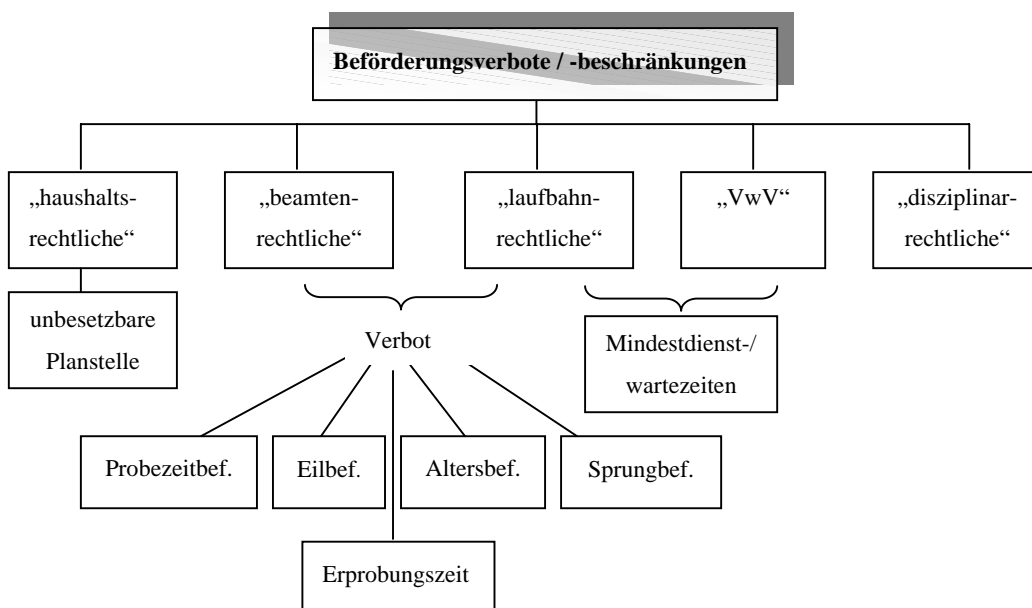 Beförderungsverbote / -beschränkungen
„haushalts-
rechtliche“
„beamten-
rechtliche“
„laufbahn-
rechtliche“
„VwV“
„disziplinar-
rechtliche“
unbesetzbare
Planstelle
Verbot
Mindestdienst-/
wartezeiten
Probezeitbef.
Eilbef.
Altersbef.
Sprungbef.
Erprobungszeit